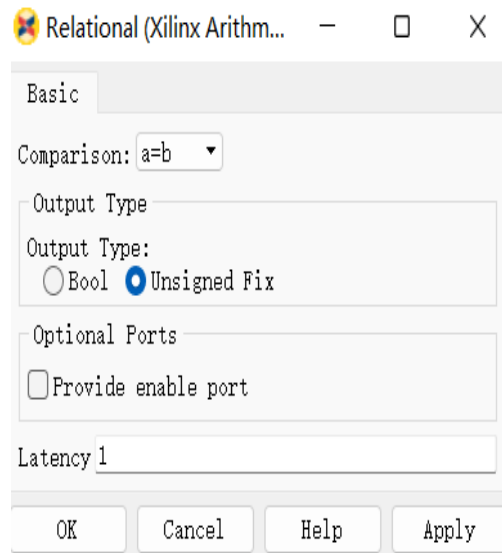 Relational (Xilinx Arithm...
Basic
Comparison: a=b
Output Type
Output Type:
Bool Unsigned Fix
Optional Ports
Provide enable port
Latency 1
OK Cancel Help Apply